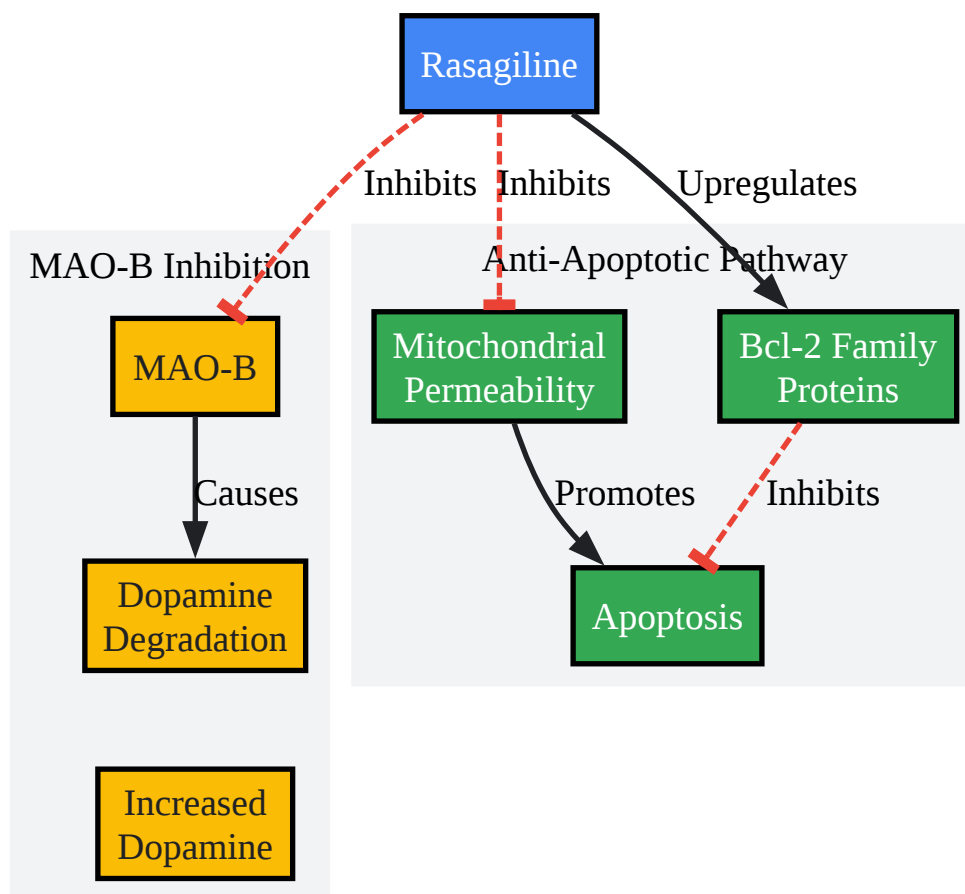 Rasagiline
Inhibits
Inhibits
Upregulates
MAO-B Inhibition
Anti-Apoptotic Pathway
MAO-B
Mitochondrial
Permeability
Bcl-2 Family
Proteins
Causes
Promotes
Inhibits
Dopamine
Degradation
Apoptosis
Increased
Dopamine